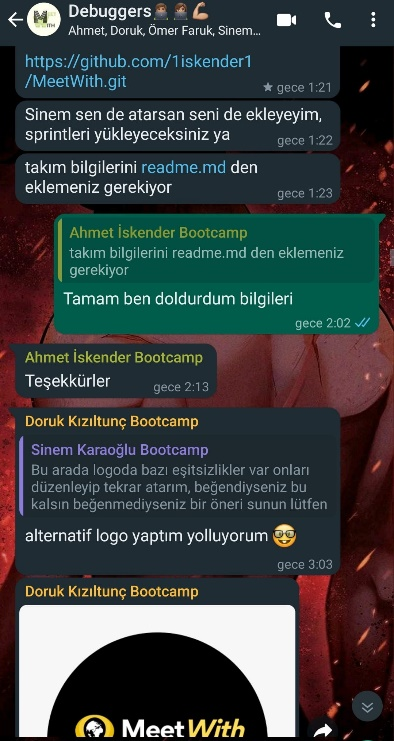 Debuggers
Ahmet, Doruk, Ömer Faruk, Sinem...
https://github.com/1iskender1
/MeetWith.git
gece 1:21
Sinem sen de atarsan seni de ekleyeyim,
sprintleri yükleyeceksiniz ya
gece 1:22
takım bilgilerini readme.md den
eklemeniz gerekiyor
gece 1:23
Ahmet İskender Bootcamp
takım bilgilerini readme.md den eklemeniz
gerekiyor
Tamam ben doldurdum bilgileri
gece 2:02
Ahmet İskender Bootcamp
Teşekkürler
gece 2:13
Doruk Kızıltunç Bootcamp
Sinem Karaoğlu Bootcamp
Bu arada logoda bazı eşitsizlikler var onları
düzenleyip tekrar atarım, beğendiyseniz bu
kalsın beğenmediyseniz bir öneri sunun lütfen
alternatif logo yaptım yolluyorum 🤓
gece 3:03
Doruk Kızıltunç Bootcamp
MeetWith